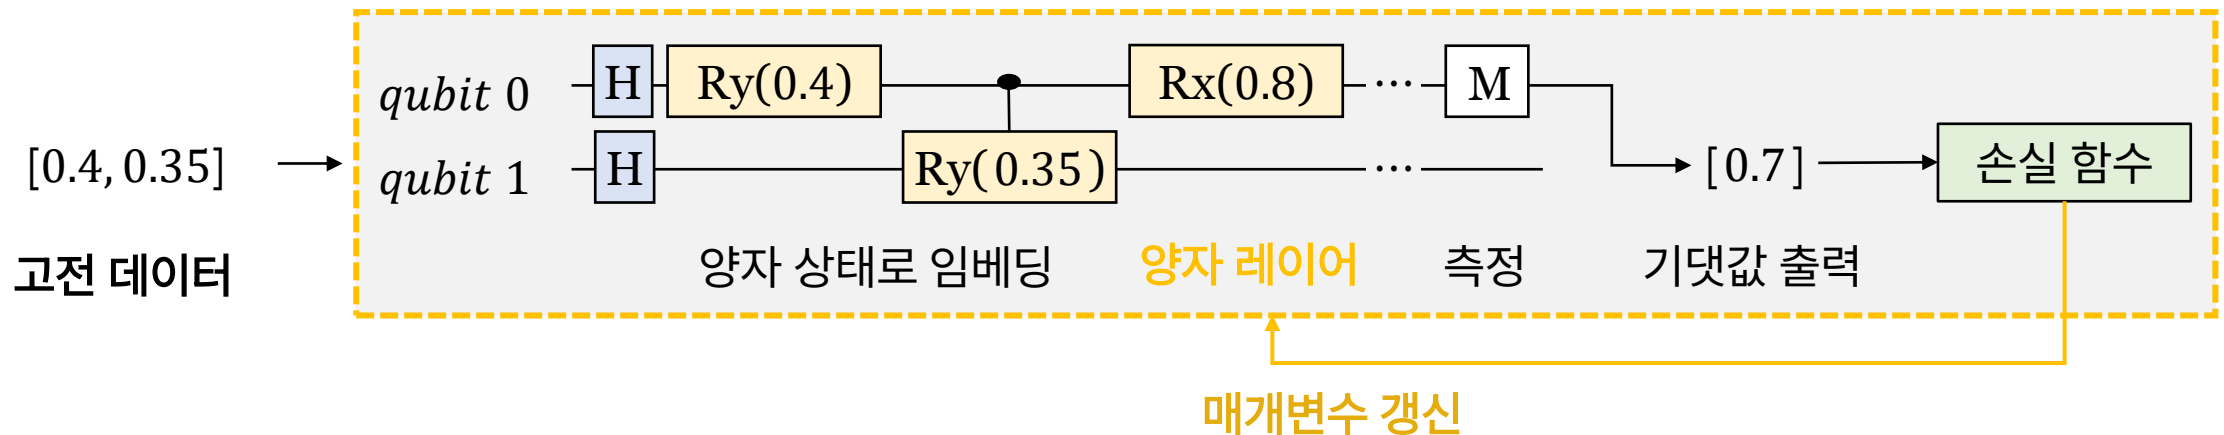 qubit 0 H Ry(0.4) Rx(0.8) ··· M
[0.4, 0.35] qubit 1 H Ry(0.35) ··· [0.7] 손실 함수
고전 데이터 양자 상태로 임베딩 양자 레이어 측정 기댓값 출력
매개변수 갱신